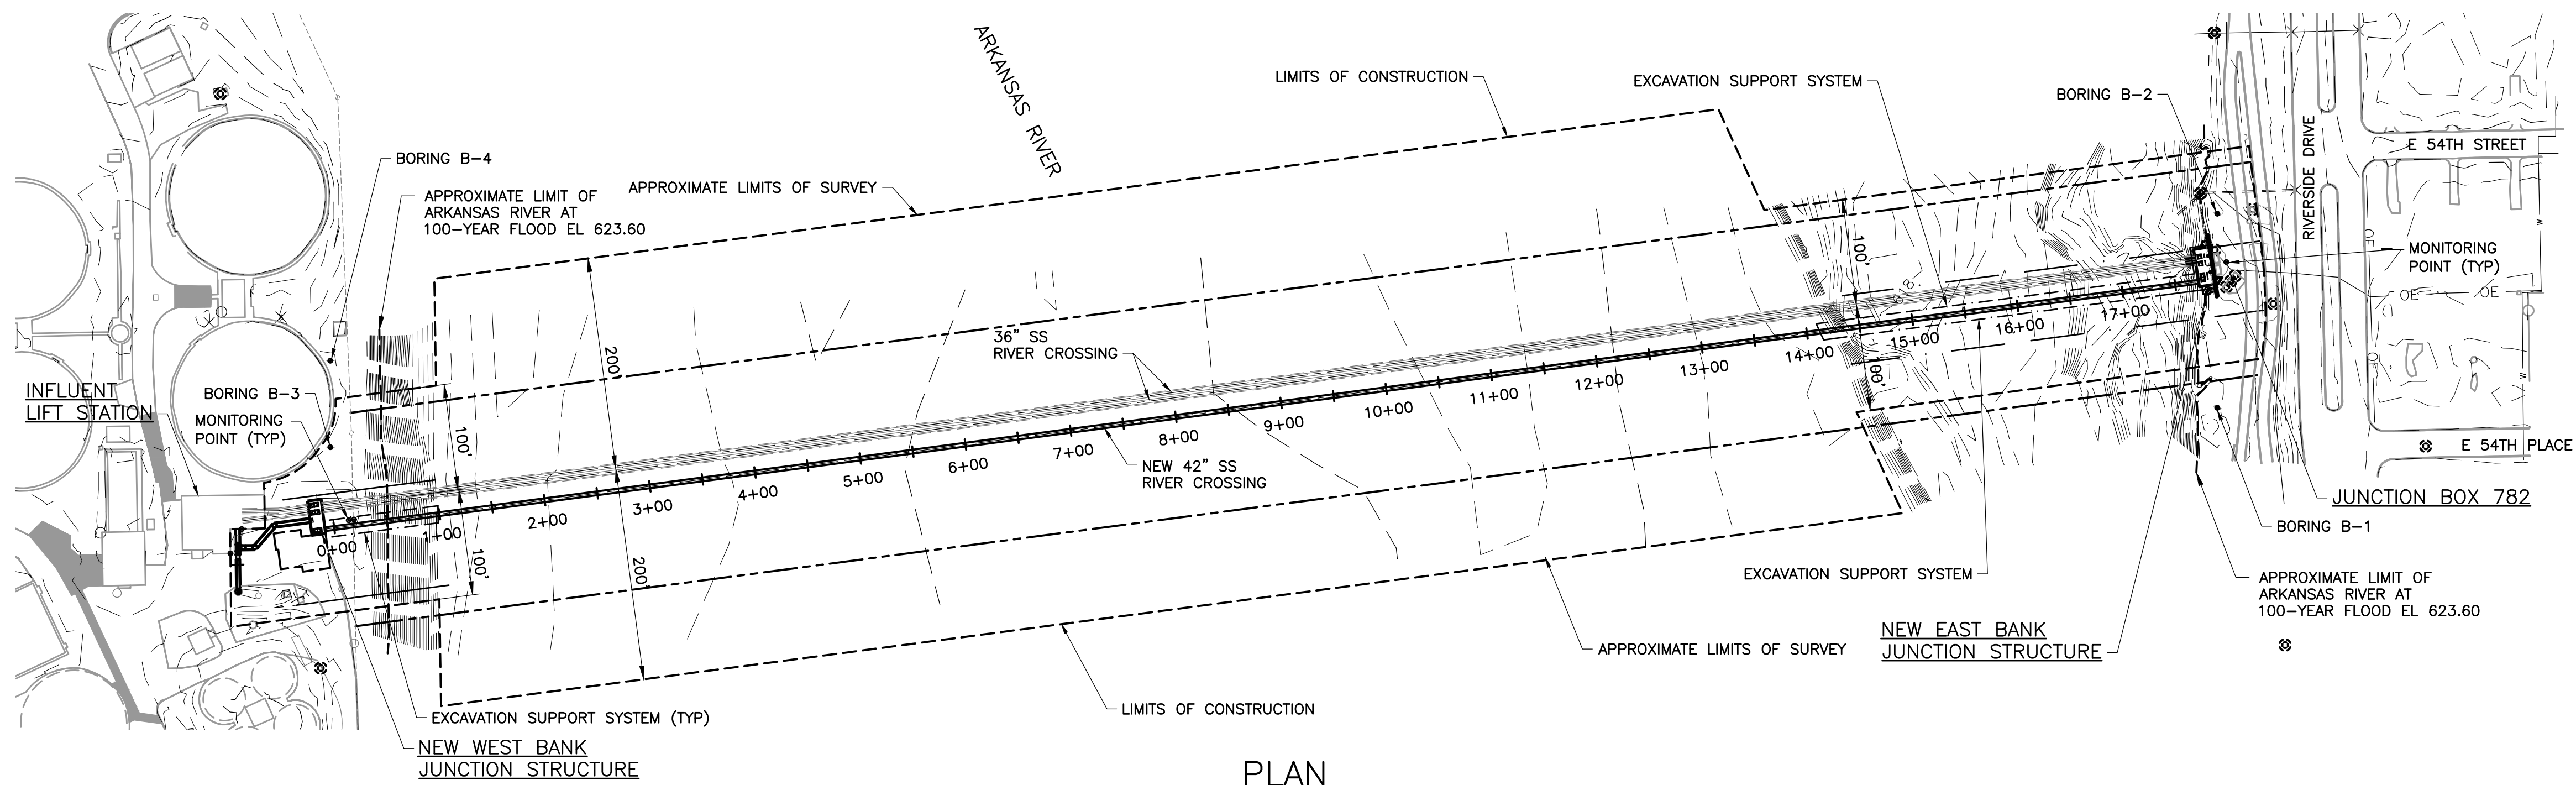 ARKANSAS RIVER
LIMITS OF CONSTRUCTION
EXCAVATION SUPPORT SYSTEM
BORING B-2
RIVERSIDE DRIVE
E 54TH STREET
BORING B-4
APPROXIMATE LIMIT OF
ARKANSAS RIVER AT
100-YEAR FLOOD EL 623.60
APPROXIMATE LIMITS OF SURVEY
100'
MONITORING
POINT (TYP)
OE
OE
OE
OE
W
W
618
36" SS
RIVER CROSSING
200'
INFLUENT
LIFT STATION
BORING B-3
MONITORING
POINT (TYP)
100'
100'
0+00
1+00
2+00
3+00
4+00
5+00
6+00
7+00
8+00
9+00
10+00
11+00
12+00
13+00
14+00
15+00
16+00
17+00
NEW 42" SS
RIVER CROSSING
E 54TH PLACE
JUNCTION BOX 782
BORING B-1
100'
200'
EXCAVATION SUPPORT SYSTEM
APPROXIMATE LIMIT OF
ARKANSAS RIVER AT
100-YEAR FLOOD EL 623.60
NEW EAST BANK
JUNCTION STRUCTURE
APPROXIMATE LIMITS OF SURVEY
LIMITS OF CONSTRUCTION
EXCAVATION SUPPORT SYSTEM (TYP)
NEW WEST BANK
JUNCTION STRUCTURE
PLAN